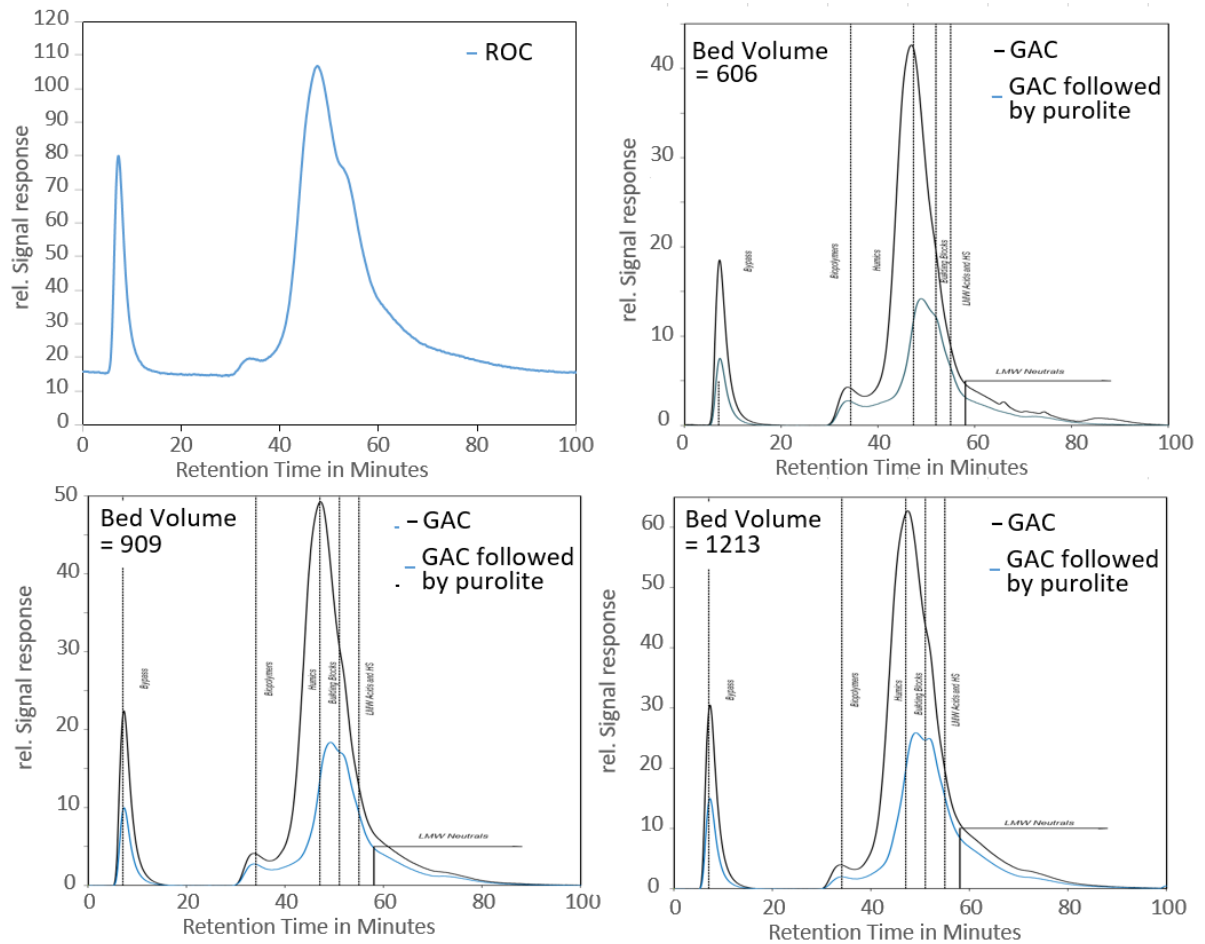 120
110
100
90
80
70
60
50
40
30
20
10
0
rel. Signal response
– ROC
0 20 40 60 80 100
Retention Time in Minutes
Bed Volume
= 606
– GAC
– GAC followed
by purolite
40
30
20
10
0
rel. Signal response
Bypass
Biopolymers
Humics
Building Blocks
LMW Acids and HS
LMW Neutrals
0 20 40 60 80 100
Retention Time in Minutes
Bed Volume
= 909
– GAC
– GAC followed
by purolite
50
40
30
20
10
0
rel. Signal response
Bypass
Biopolymers
Humics
Building Blocks
LMW Acids and HS
LMW Neutrals
0 20 40 60 80 100
Retention Time in Minutes
Bed Volume
= 1213
– GAC
– GAC followed
by purolite
60
50
40
30
20
10
0
rel. Signal response
Bypass
Biopolymers
Humics
Building Blocks
LMW Acids and HS
LMW Neutrals
0 20 40 60 80 100
Retention Time in Minutes